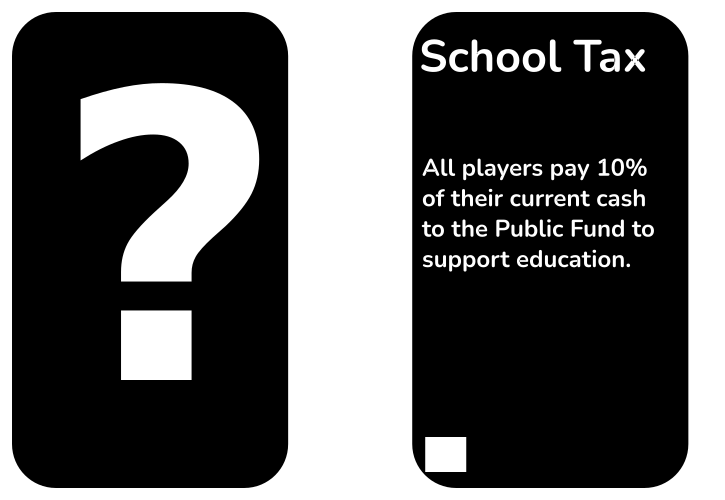 ?
School Tax
All players pay 10%
of their current cash
to the Public Fund to
support education.